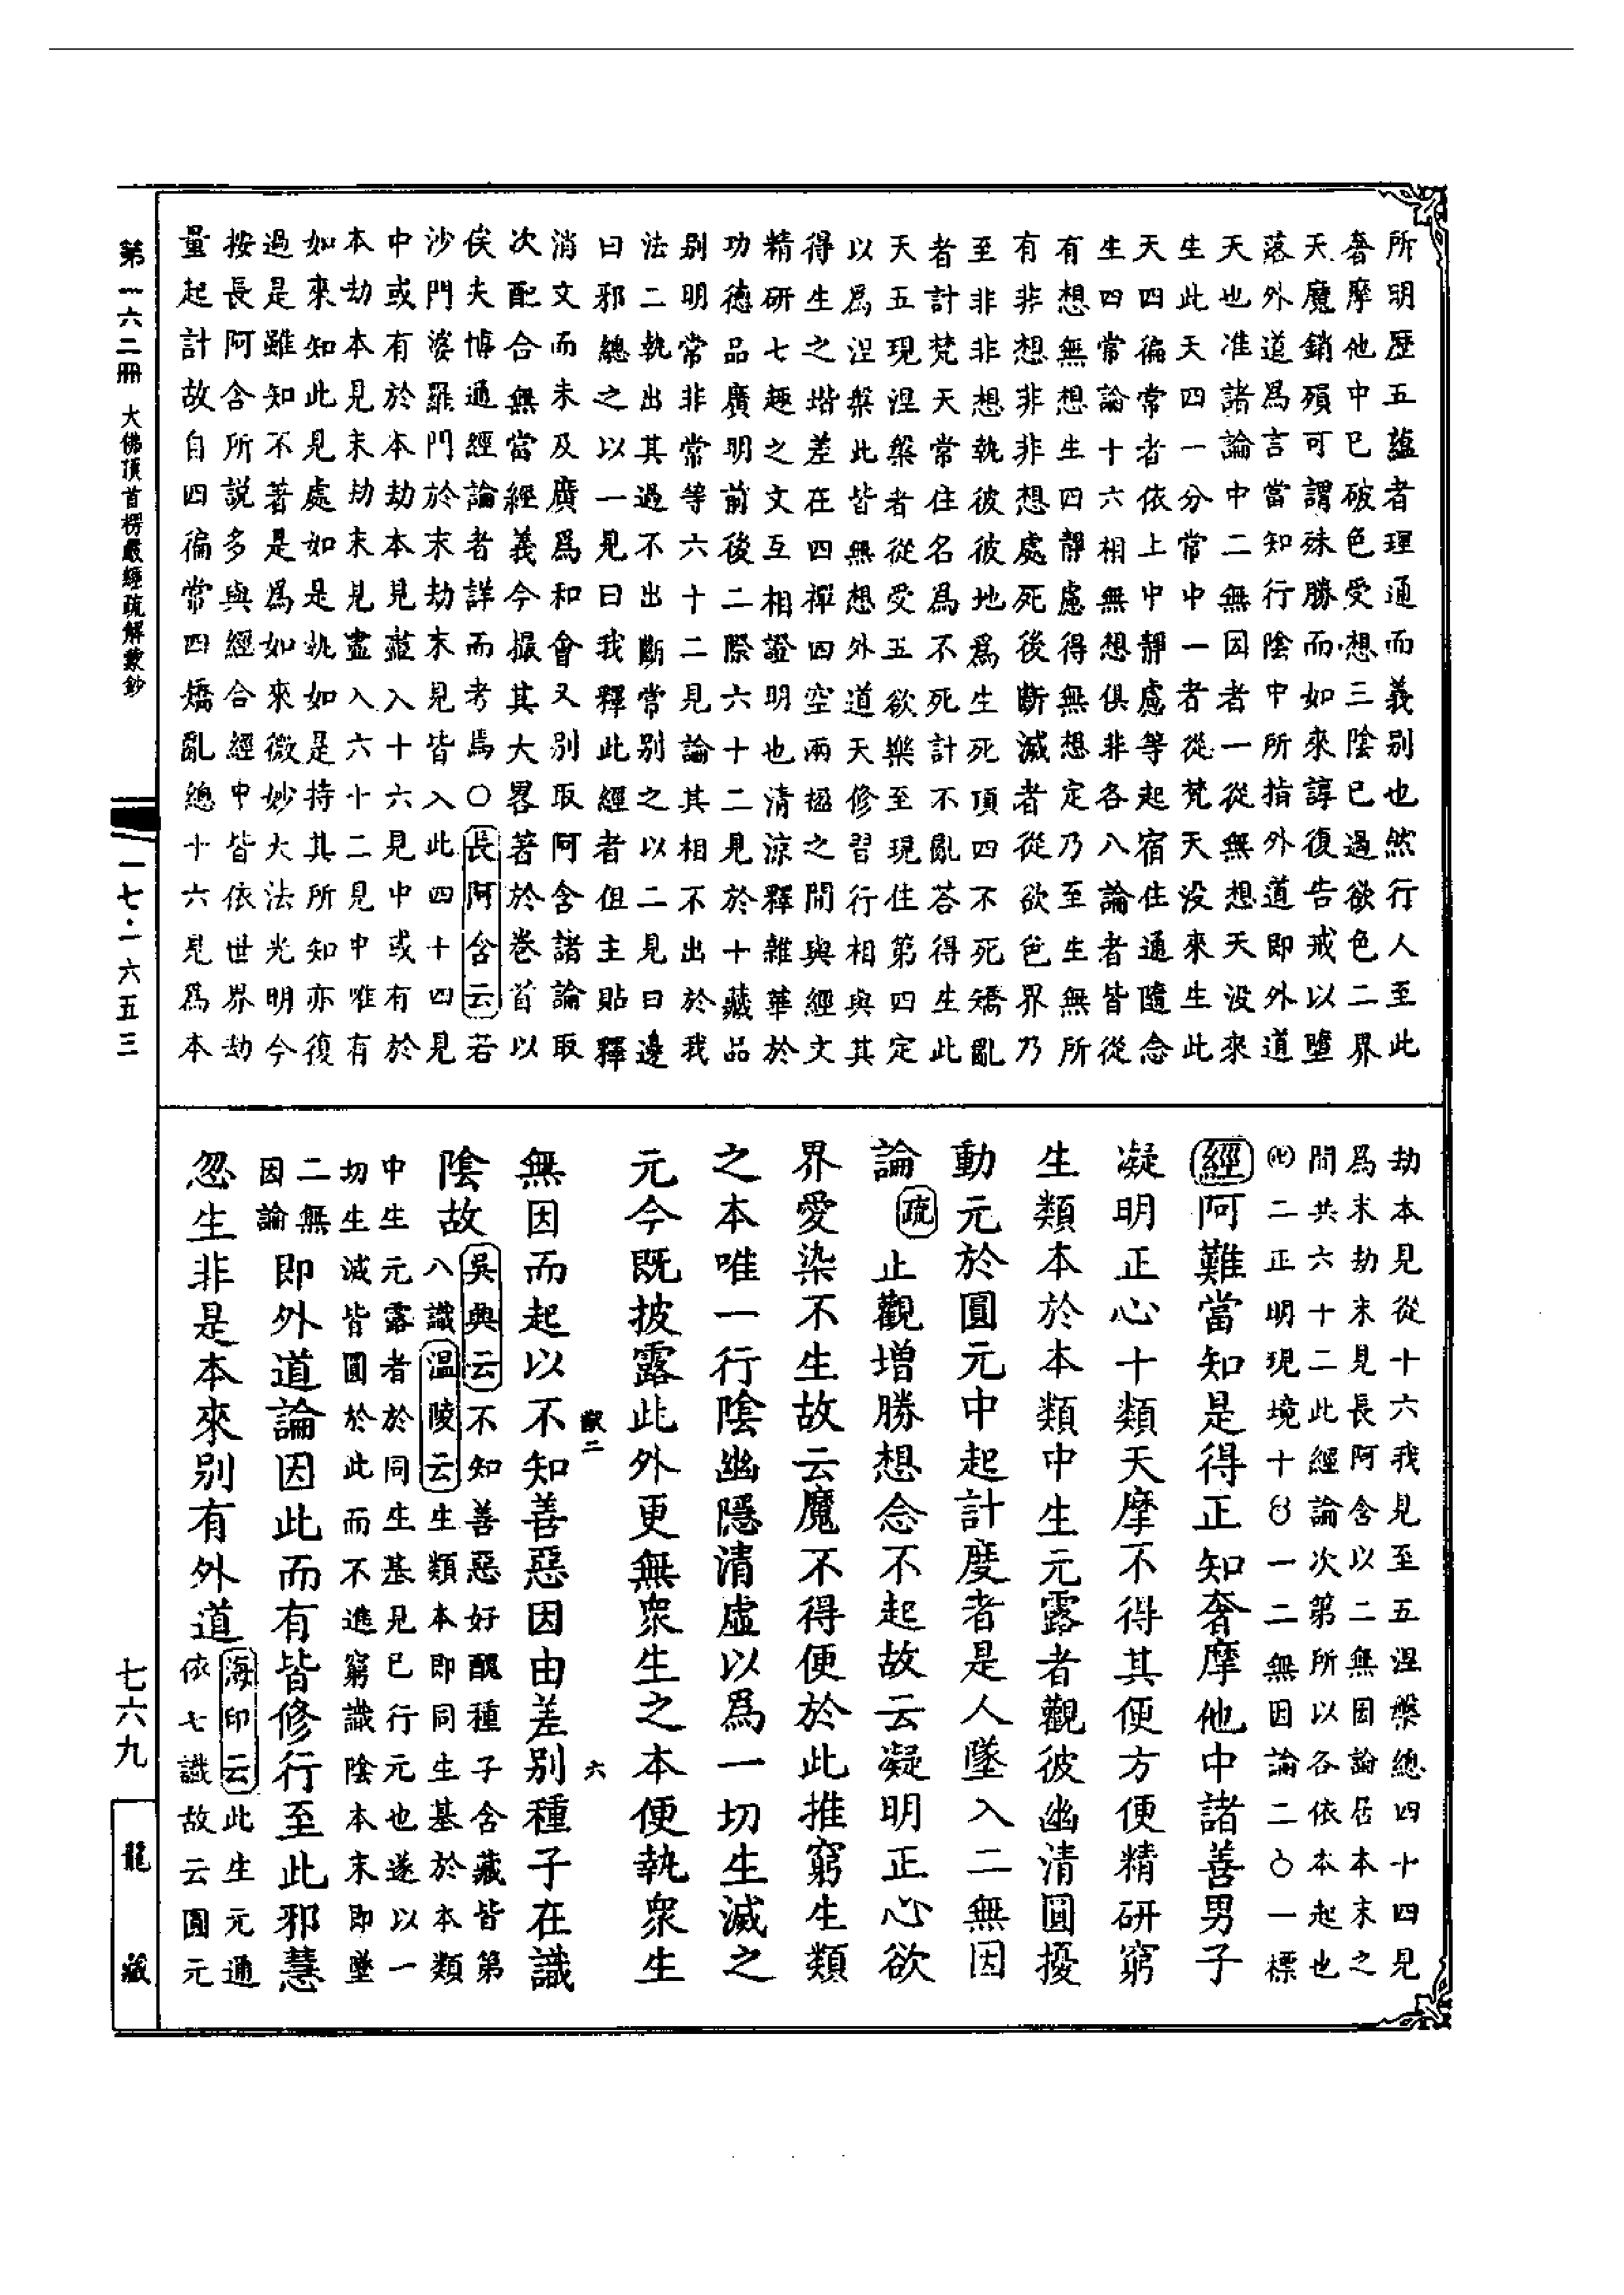 所明歷五蘊者理通而義別也然行人至此
奢摩他中已破色受想三陰已過欲色二界
天魔銷殞可謂殊勝而如來諄復告戒以墮
落外道爲言當知行陰中所指外道即外道
天也准諸論中二無因者一從無想天没來
生此天四一分常中一者從梵天没來生此
天四徧常者依上中靜慮等起宿住通隨念
生四常論十六相無想俱非各八論者皆從
有想無想生四靜慮得無想定乃至生無所
有非想非非想處死後斷滅者從欲色界乃
至非非想執彼彼地爲生死頂四不死矯亂
者計梵天常住名爲不死計不亂荅得生此
天五現涅槃者從受五欲樂至現住第四定
以爲涅槃此皆無想外道天修習行相與其
得生之堦差在四禪四空兩楹之間與經文
精研七趣之文互相證明也清涼釋雜華於
功德品廣明前後二際六十二見於十藏品
別明常非常等六十二見論其相不出於我
法二執出其過不出斷常別之以二見曰邊
曰邪總之以一見曰我釋此經者但主貼釋
消文而未及廣爲和會又別取阿含諸論取
次配合無當經義今撮其大畧著於卷首以
俟夫博通經論者詳而考焉○長阿含云若
沙門婆羅門於末劫末見皆入此四十四見
中或有於本劫本見盡入十六見中或有於
本劫本見末劫末見盡入六十二見中唯有
如來知此見處如是執如是持其所知亦復
過是雖知不著是爲如來微妙大法光明今
按長阿含所説多與經合經中皆依世界劫
量起計故自四徧常四矯亂總十六見爲本
劫本見從十六我見至五涅槃總四十四見
爲末劫末見長阿含以二無因論居本末之
間共六十二此經論次第所以各依本起也
二正明現境十一二無因論二○一標
經阿難當知是得正知奢摩他中諸善男子
凝明正心十類天摩不得其便方便精研窮
生類本於本類中生元露者觀彼幽清圓擾
動元於圓元中起計度者是人墜入二無因
論疏止觀增勝想念不起故云凝明正心欲
界愛染不生故云魔不得便於此推窮生類
之本唯一行陰幽隱清虛以爲一切生滅之
元今既披露此外更無衆生之本便執衆生
蒙二 六
無因而起以不知善惡因由差別種子在識
陰故吳興云不知善惡好醜種子含藏皆第
八識溫陵云生類本即同生基於本類
中生元露者於同生基見已行元也遂以一
切生滅皆圓於此而不進窮識陰本末即墜
二無因論即外道論因此而有皆修行至此邪慧
忽生非是本來別有外道海印云此生元通
依七識故云圓元
第一六二冊 大佛頂首楞嚴經疏解蒙鈔
一七·一六五三
七六九
龍藏